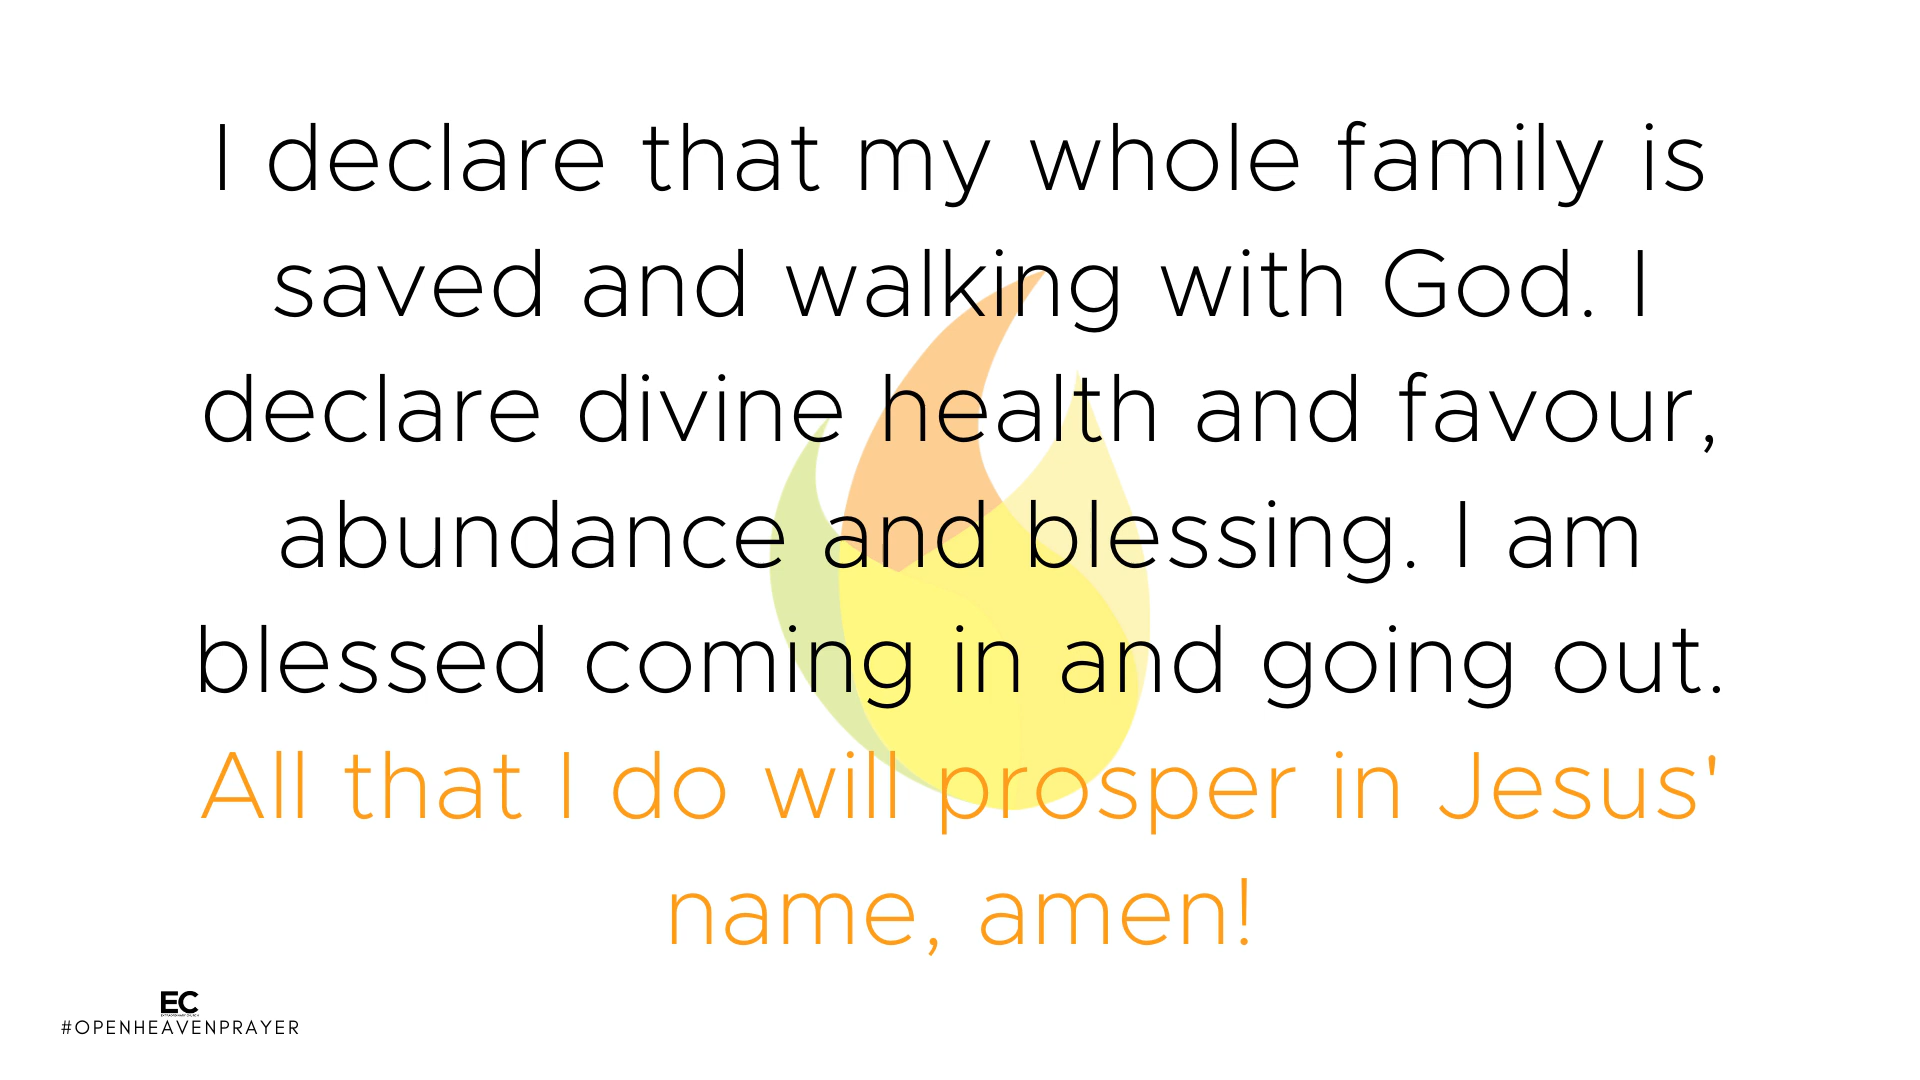 I declare that my whole family is
saved and walking with God. I
declare divine health and favour,
abundance and blessing. I am
blessed coming in and going out.
All that I do will prosper in Jesus'
name, amen!
EC
#OPENHEAVENPRAYER